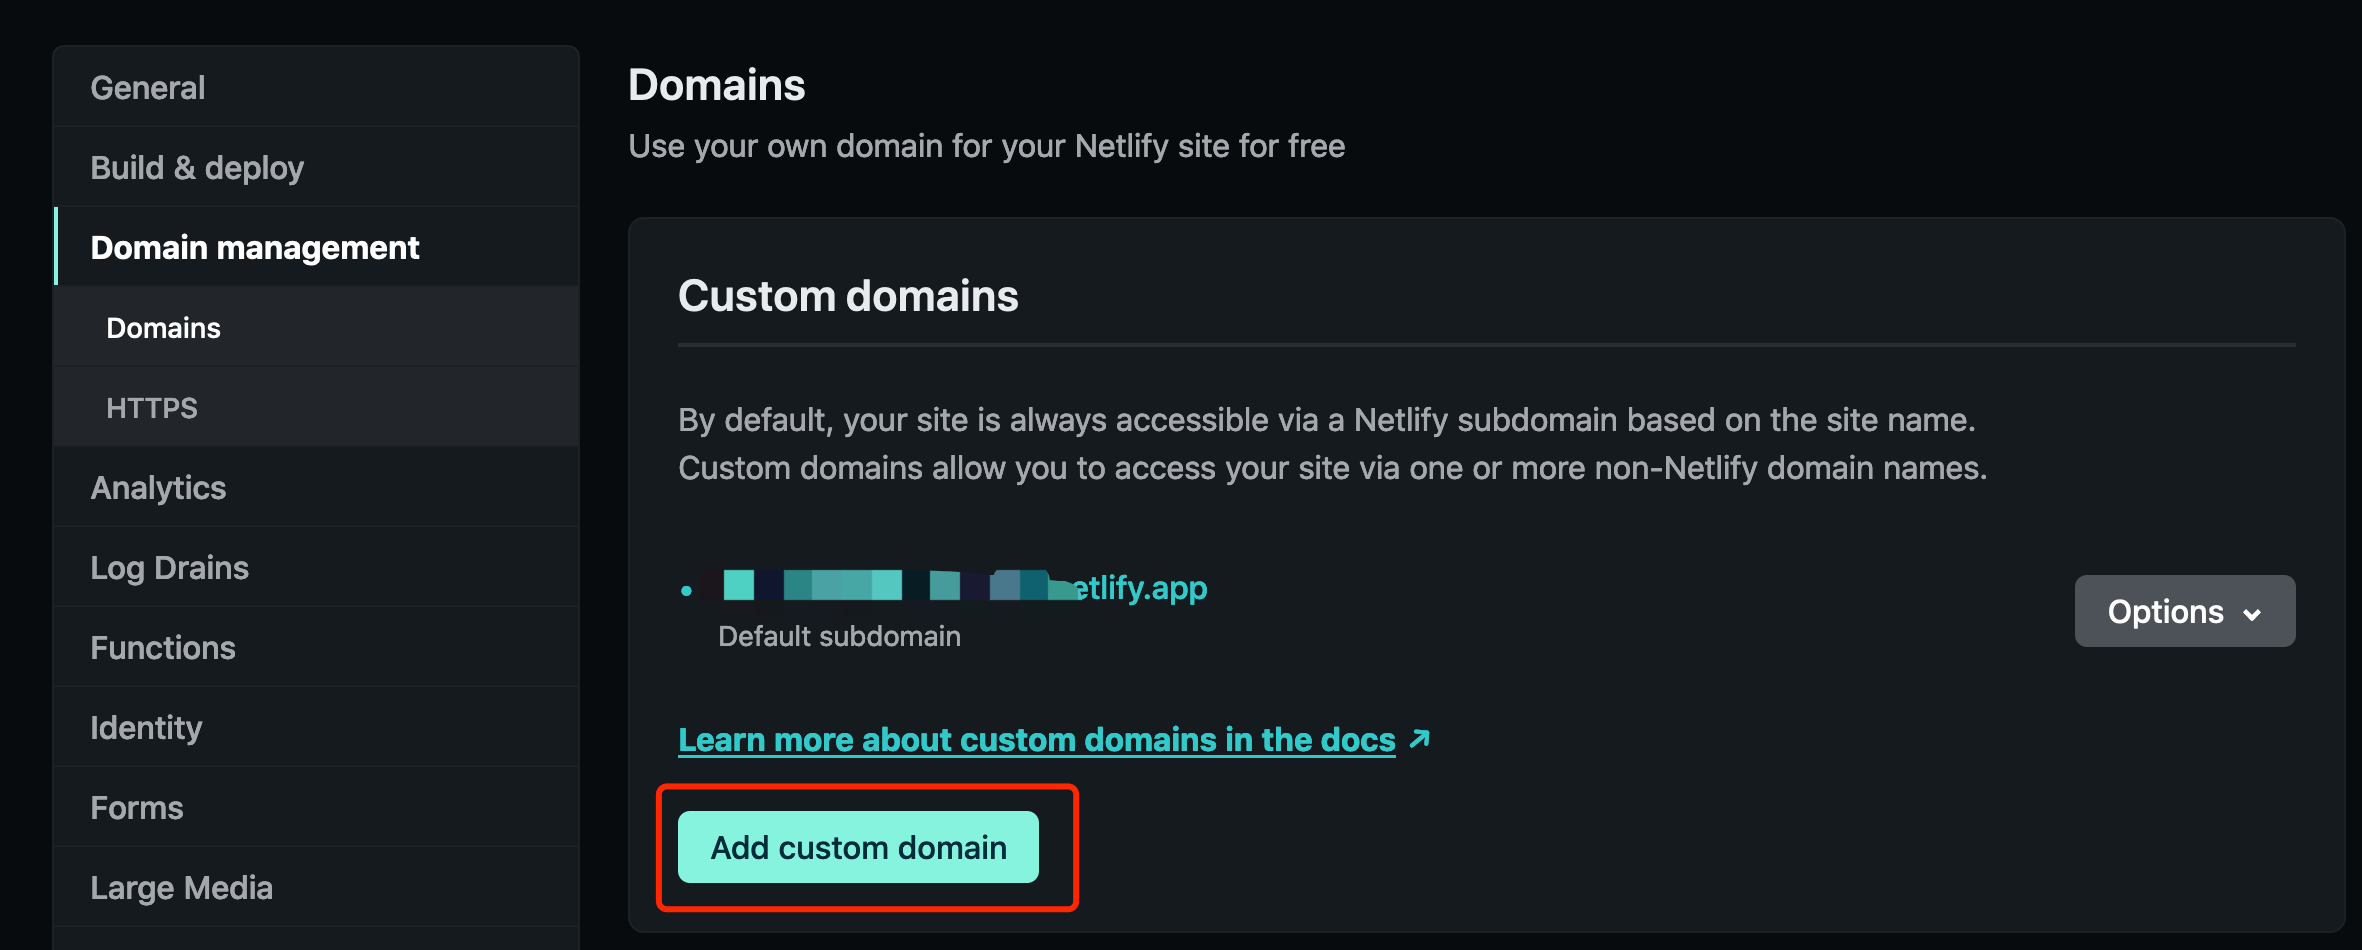 General
Build & deploy
Domain management
Domains
HTTPS
Analytics
Log Drains
Functions
Identity
Forms
Large Media
Domains
Use your own domain for your Netlify site for free
Custom domains
By default, your site is always accessible via a Netlify subdomain based on the site name.
Custom domains allow you to access your site via one or more non-Netlify domain names.
etlify.app
Default subdomain
Options
Learn more about custom domains in the docs
Add custom domain